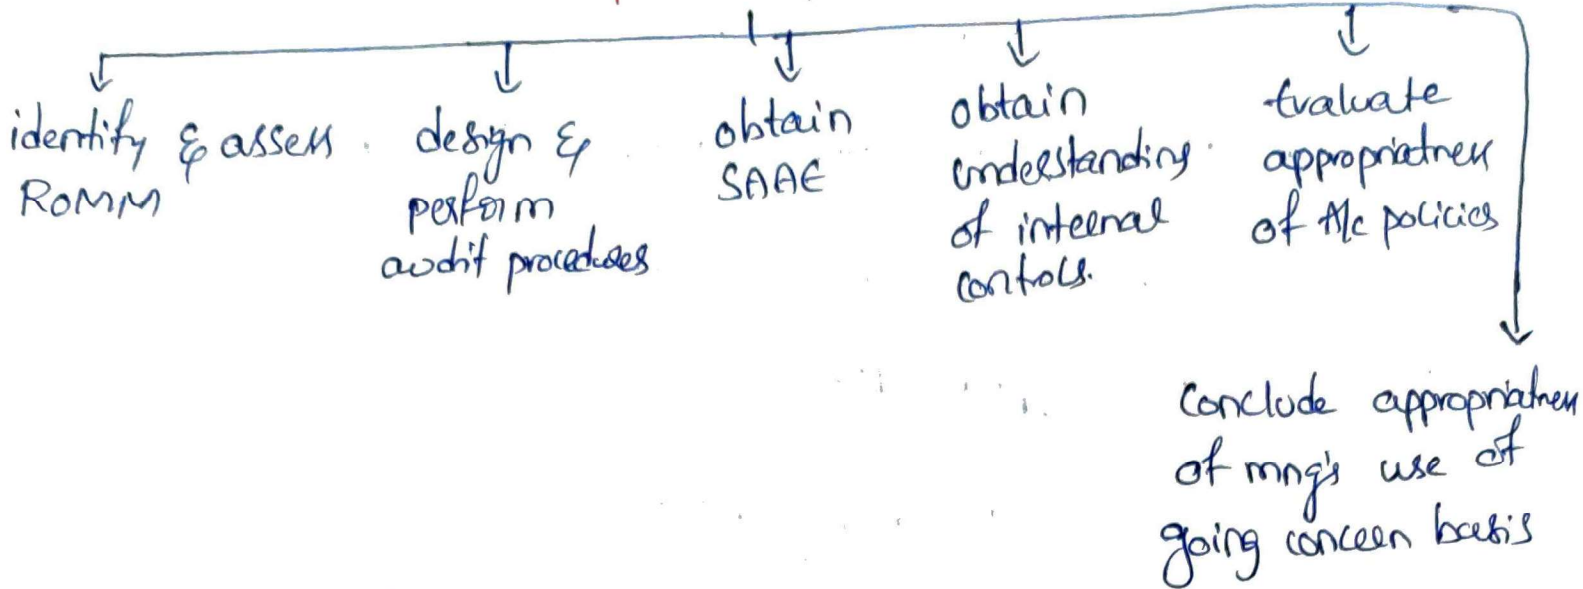 identify & assess
ROMM
design &
perform
audit procedures
obtain
SAAE
obtain
understanding
of internal
controls.
Evaluate
appropriatness
of A/c policies
Conclude appropriatness
of mng's use of
going concern basis